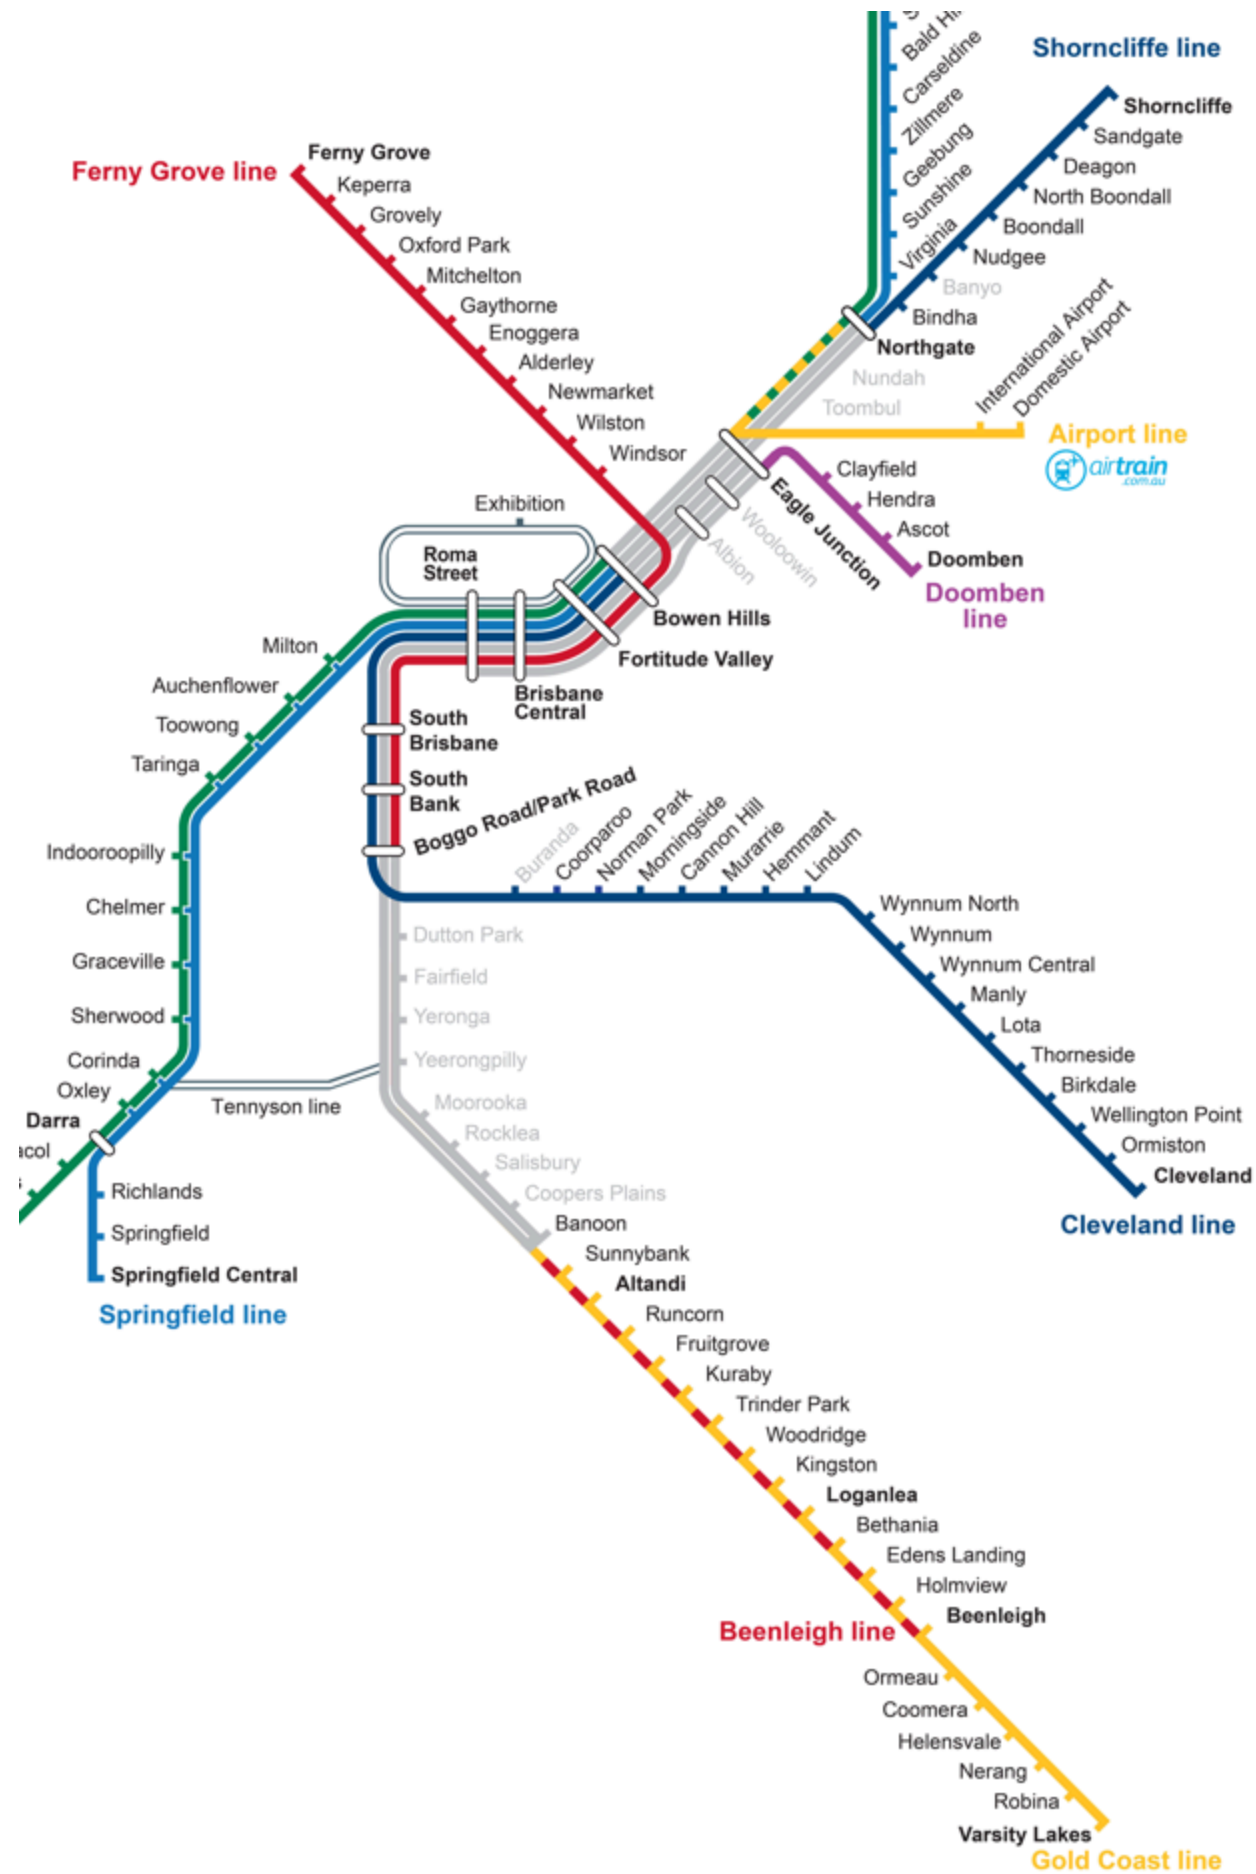 Bald Hi
Carseldine
Zillmere
Geebung
Sunshine
Virginia
Shorncliffe line
Shorncliffe
Sandgate
Deagon
North Boondall
Boondall
Nudgee
Banyo
Bindha
Northgate
Nundah
Toombul
International Airport
Domestic Airport
Airport line
airtrain
.com.au
Ferny Grove line
Ferny Grove
Keperra
Grovely
Oxford Park
Mitchelton
Gaythorne
Enoggera
Alderley
Newmarket
Wilston
Windsor
Eagle Junction
Wooloowin
Albion
Clayfield
Hendra
Ascot
Doomben
Doomben
line
Exhibition
Roma
Street
Bowen Hills
Fortitude Valley
Brisbane
Central
Milton
Auchenflower
Toowong
Taringa
Indooroopilly
Chelmer
Graceville
Sherwood
Corinda
Oxley
Darra
acol
s
Tennyson line
Richlands
Springfield
Springfield Central
Springfield line
South
Brisbane
South
Bank
Boggo Road/Park Road
Buranda
Coorparoo
Norman Park
Morningside
Cannon Hill
Murarrie
Hemmant
Lindum
Wynnum North
Wynnum
Wynnum Central
Manly
Lota
Thorneside
Birkdale
Wellington Point
Ormiston
Cleveland
Cleveland line
Dutton Park
Fairfield
Yeronga
Yeerongpilly
Moorooka
Rocklea
Salisbury
Coopers Plains
Banoon
Sunnybank
Altandi
Runcorn
Fruitgrove
Kuraby
Trinder Park
Woodridge
Kingston
Loganlea
Bethania
Edens Landing
Holmview
Beenleigh
Beenleigh line
Ormeau
Coomera
Helensvale
Nerang
Robina
Varsity Lakes
Gold Coast line